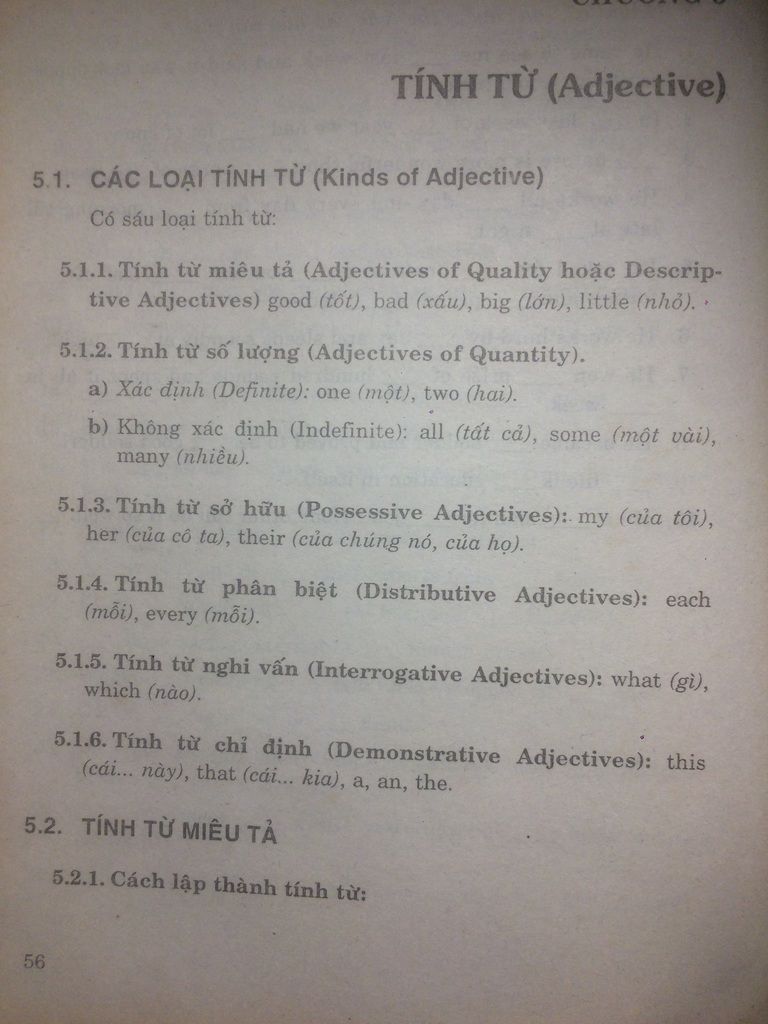 TÍNH TỪ (Adjective)
5.1. CÁC LOẠI TÍNH TỪ (Kinds of Adjective)
Có sáu loại tính từ:
5.1.1. Tính từ miêu tả (Adjectives of Quality hoặc Descrip-
tive Adjectives) good (tốt), bad (xấu), big (lớn), little (nhỏ).
5.1.2. Tính từ số lượng (Adjectives of Quantity).
a) Xác định (Definite): one (một), two (hai).
b) Không xác định (Indefinite): all (tất cả), some (một vài),
many (nhiều).
5.1.3. Tính từ sở hữu (Possessive Adjectives): my (của tôi),
her (của cô ta), their (của chúng nó, của họ).
5.1.4. Tính từ phân biệt (Distributive Adjectives): each
(mỗi), every (mỗi).
5.1.5. Tính từ nghi vấn (Interrogative Adjectives): what (gì),
which (nào).
5.1.6. Tính từ chỉ định (Demonstrative Adjectives): this
(cái... này), that (cái... kia), a, an, the.
5.2. TÍNH TỪ MIÊU TẢ
5.2.1. Cách lập thành tính từ:
56